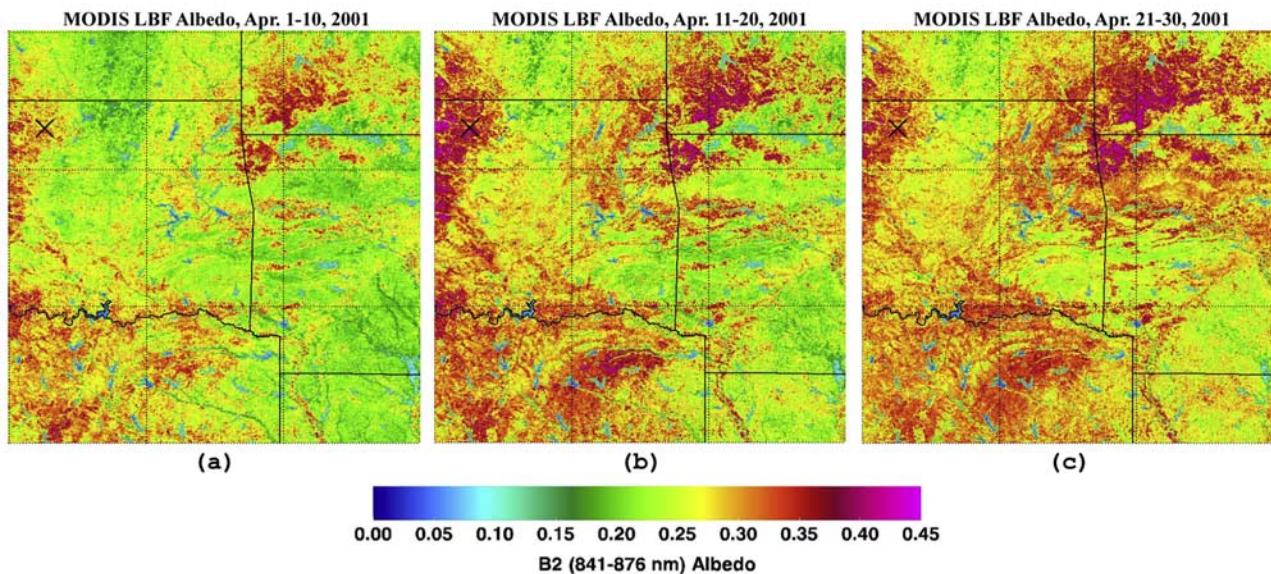 MODIS LBF Albedo, Apr. 1-10, 2001
MODIS LBF Albedo, Apr. 11-20, 2001
MODIS LBF Albedo, Apr. 21-30, 2001
(a)
(b)
(c)
0.00 0.05 0.10 0.15 0.20 0.25 0.30 0.35 0.40 0.45
B2 (841-876 nm) Albedo